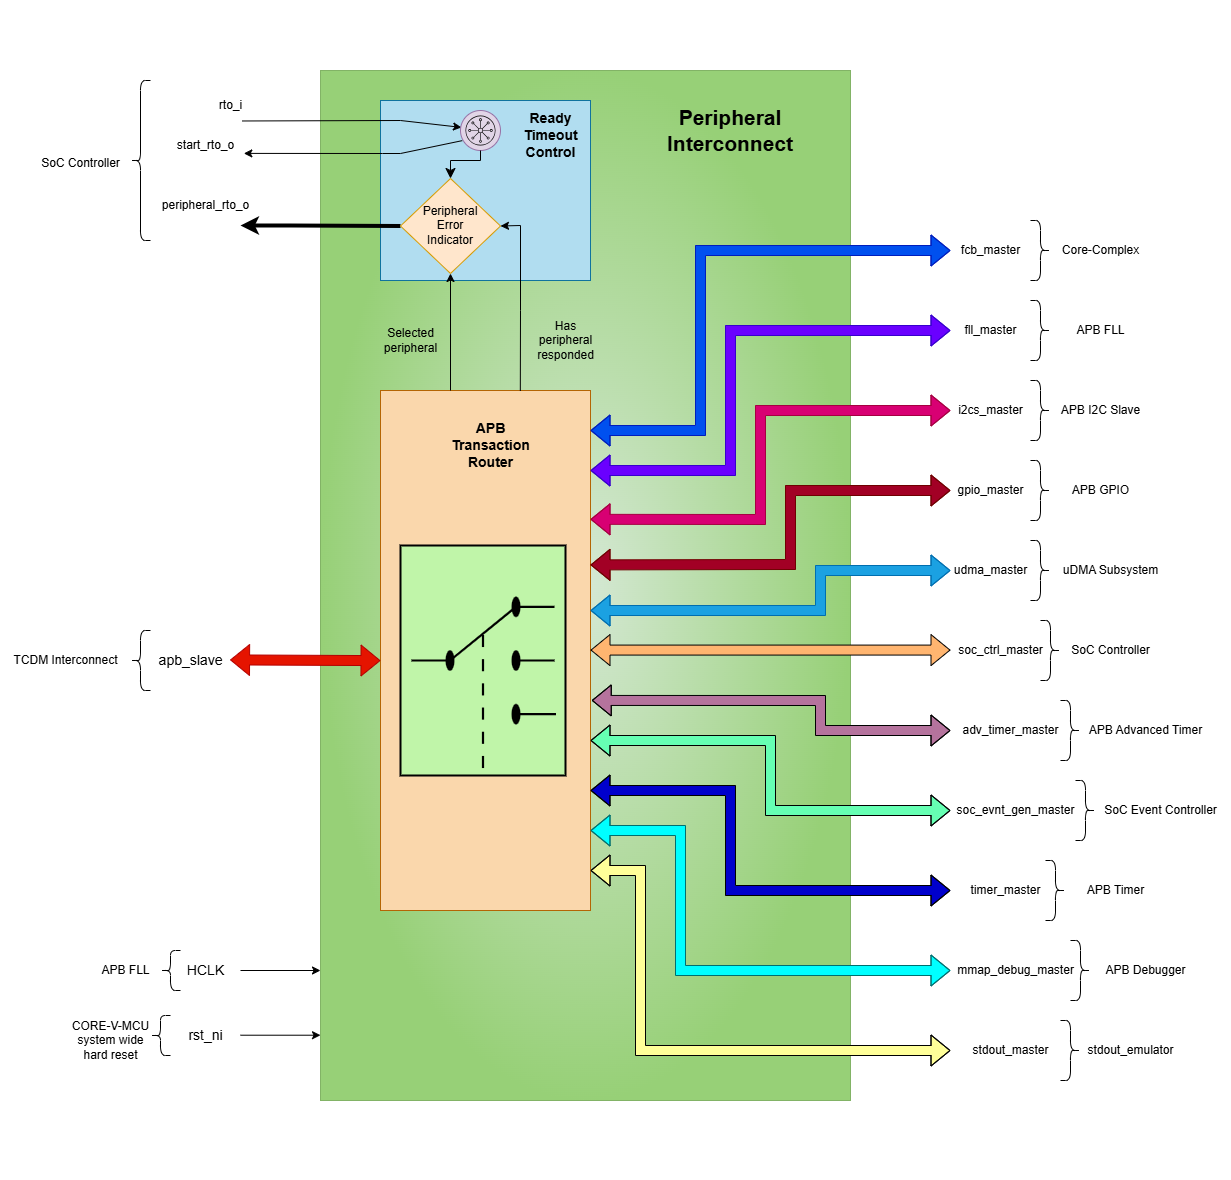 Peripheral
Interconnect
Ready
Timeout
Control
rto_i
start_rto_o
SoC Controller
peripheral_rto_o
Peripheral
Error
Indicator
Selected
peripheral
Has
peripheral
responded
APB
Transaction
Router
TCDM Interconnect
apb_slave
APB FLL
HCLK
CORE-V-MCU
system wide
hard reset
rst_ni
fcb_master
Core-Complex
fll_master
APB FLL
i2cs_master
APB I2C Slave
gpio_master
APB GPIO
udma_master
uDMA Subsystem
soc_ctrl_master
SoC Controller
adv_timer_master
APB Advanced Timer
soc_evnt_gen_master
SoC Event Controller
timer_master
APB Timer
mmap_debug_master
APB Debugger
stdout_master
stdout_emulator